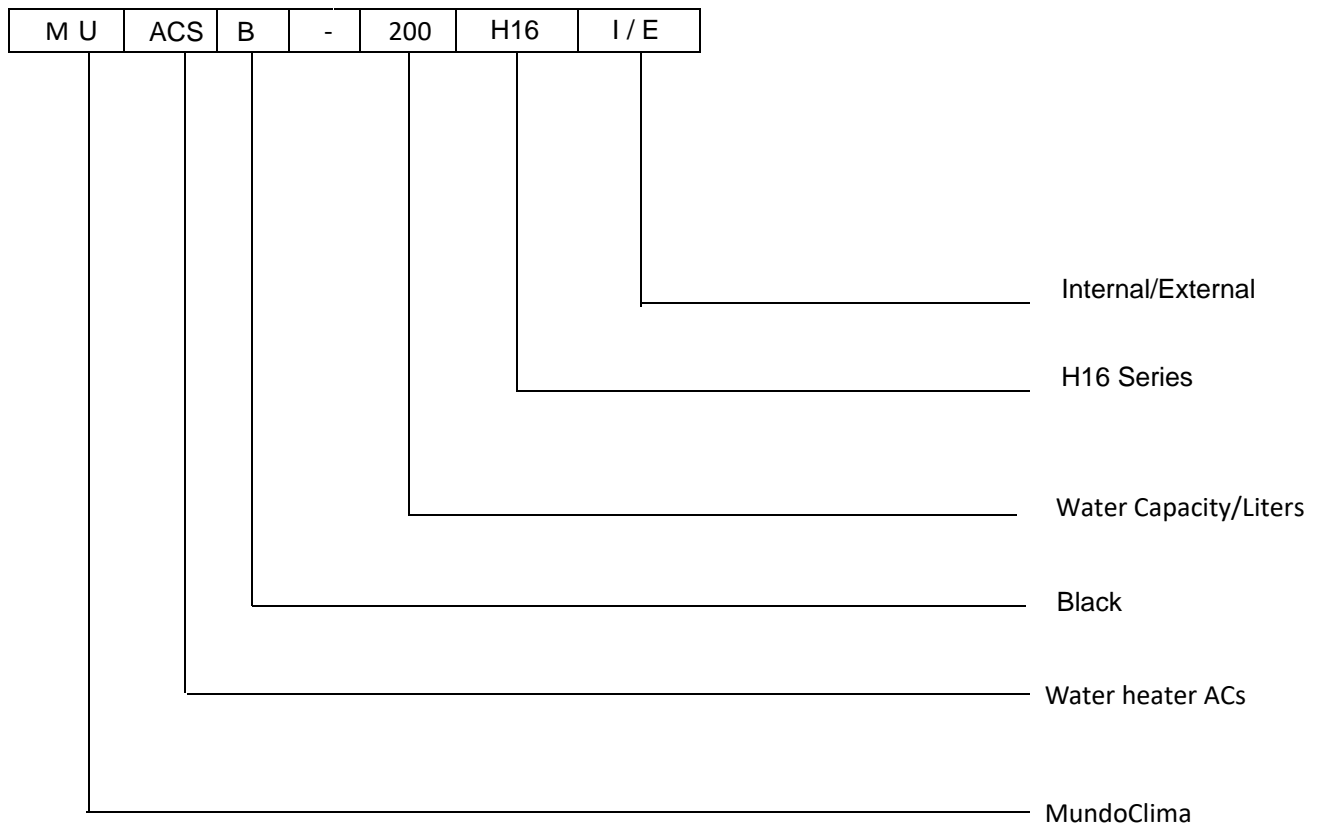 M U ACS B - 200 H16 I / E
Internal/External
H16 Series
Water Capacity/Liters
Black
Water heater ACs
MundoClima